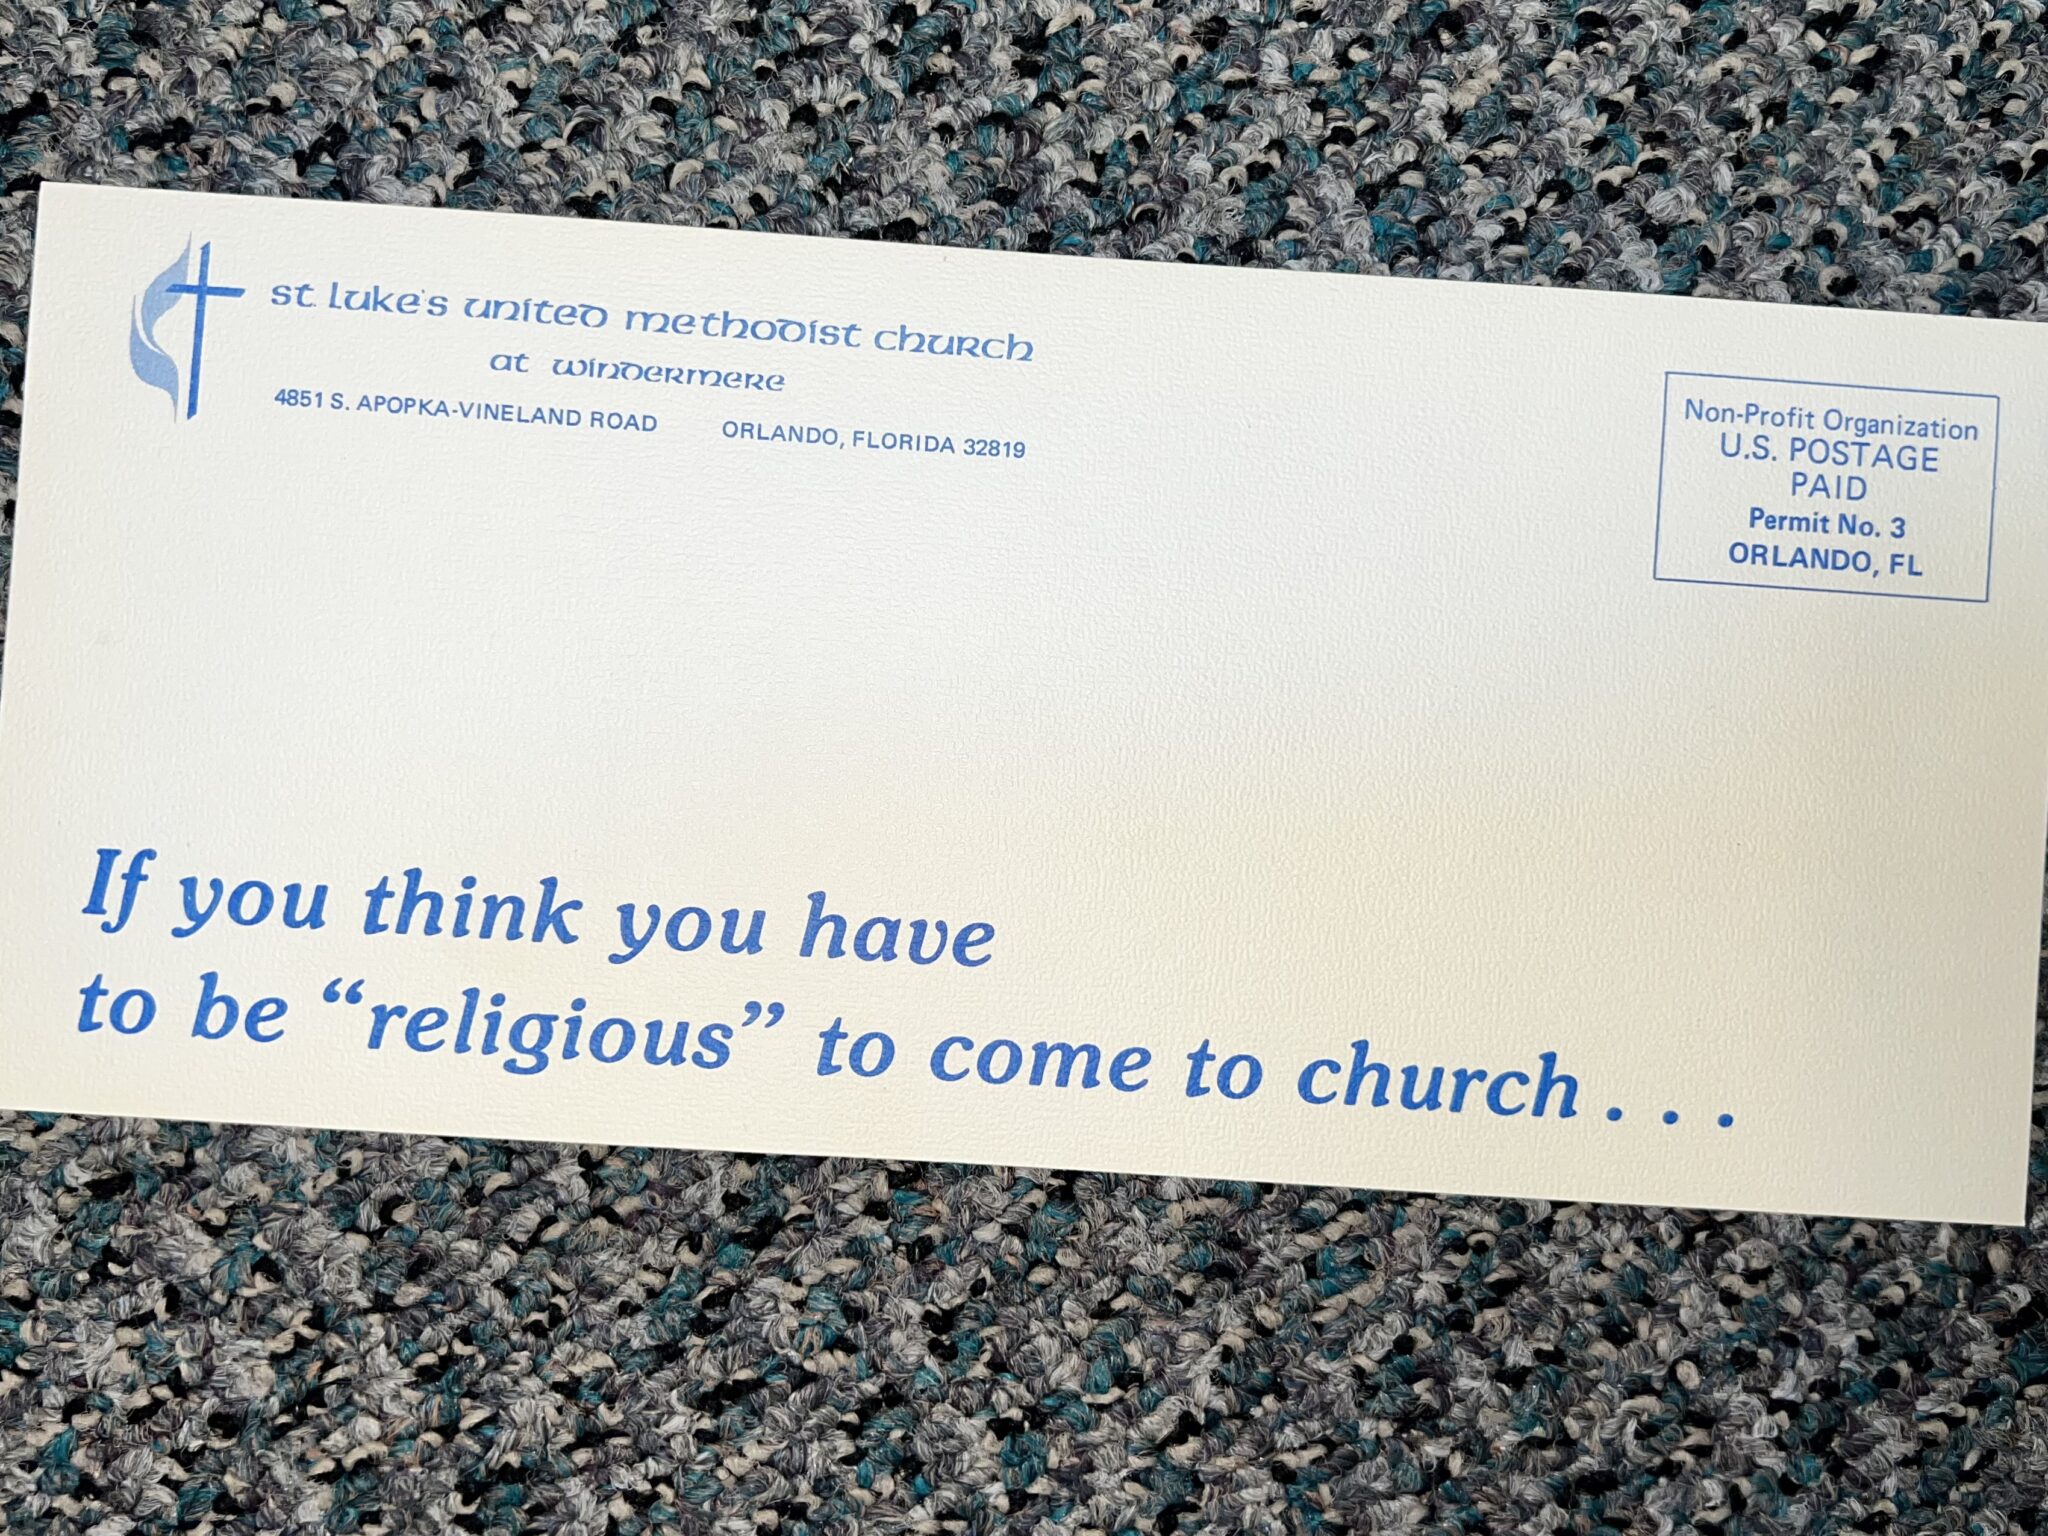 st. Luke's united methodist church
at windermere
4851 S. APOPKA-VINELAND ROAD ORLANDO, FLORIDA 32819
Non-Profit Organization
U.S. POSTAGE
PAID
Permit No. 3
ORLANDO, FL
If you think you have
to be “religious” to come to church . . .